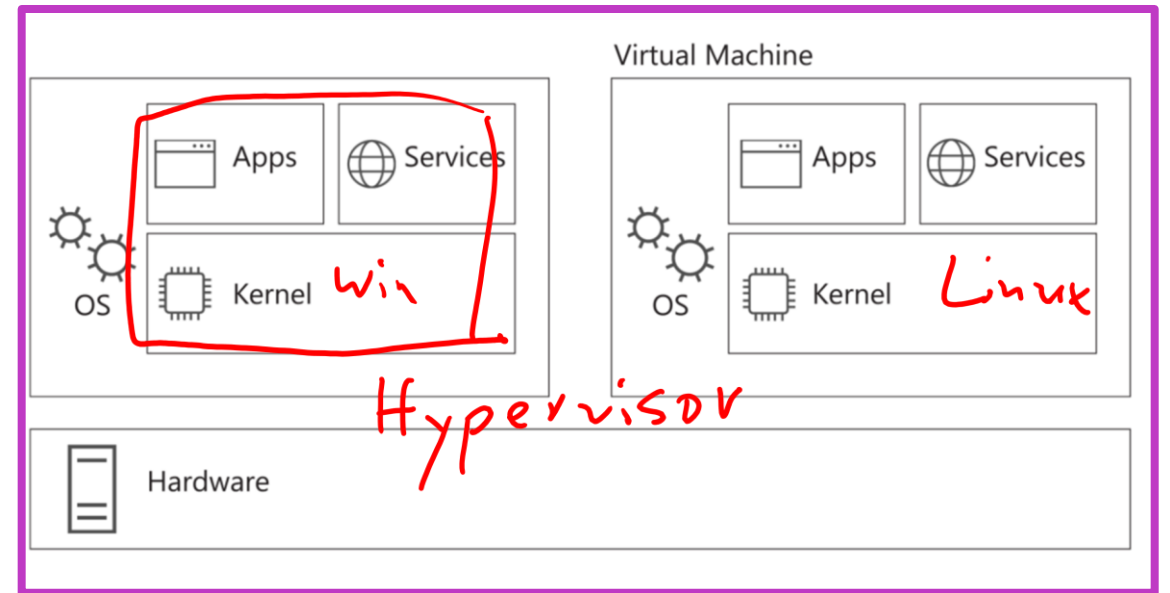 Virtual Machine
Apps
Services
Apps
Services
OS
Kernel
Win
OS
Kernel
Linux
Hypervisor
Hardware